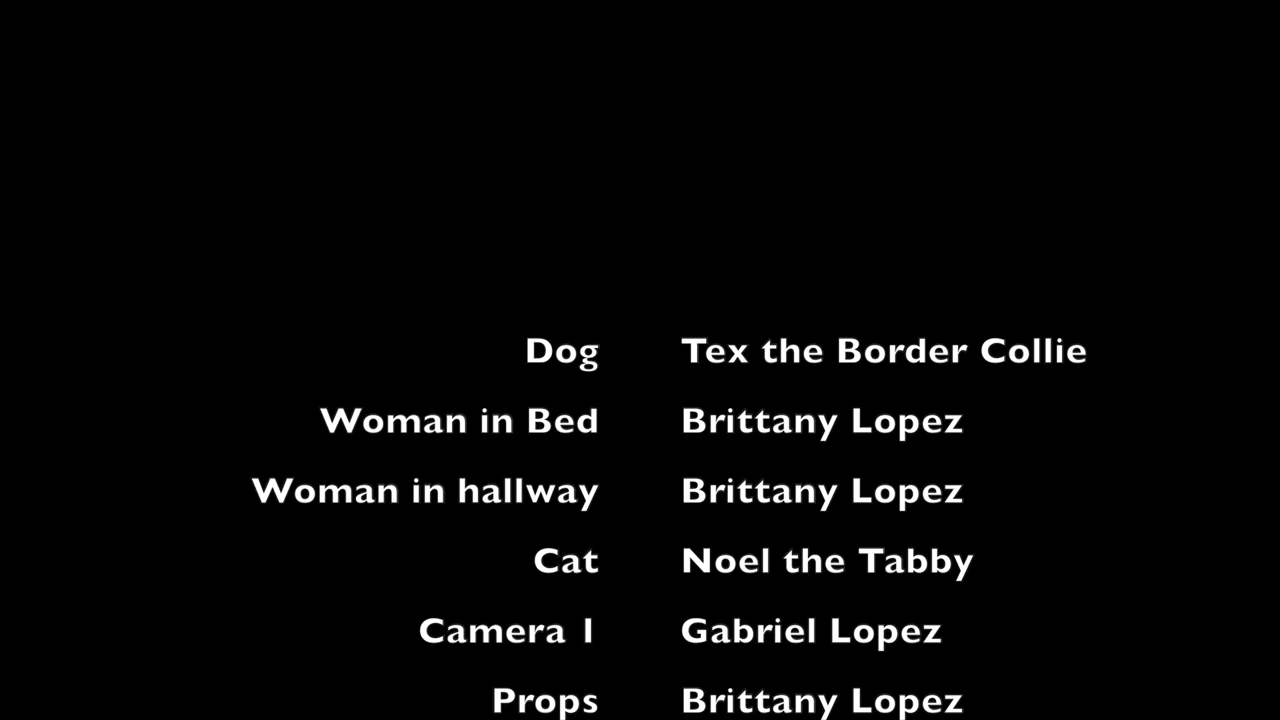 Dog Tex the Border Collie
Woman in Bed Brittany Lopez
Woman in hallway Brittany Lopez
Cat Noel the Tabby
Camera 1 Gabriel Lopez
Props Brittany Lopez